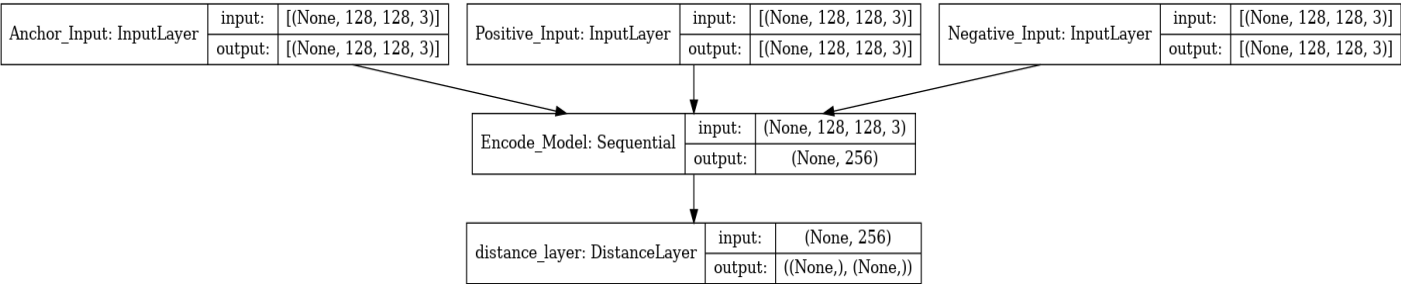 Anchor_Input: InputLayer
input:
[(None, 128, 128, 3)]
output:
[(None, 128, 128, 3)]
Positive_Input: InputLayer
input:
[(None, 128, 128, 3)]
output:
[(None, 128, 128, 3)]
Negative_Input: InputLayer
input:
[(None, 128, 128, 3)]
output:
[(None, 128, 128, 3)]
Encode_Model: Sequential
input:
(None, 128, 128, 3)
output:
(None, 256)
distance_layer: DistanceLayer
input:
(None, 256)
output:
((None,), (None,))